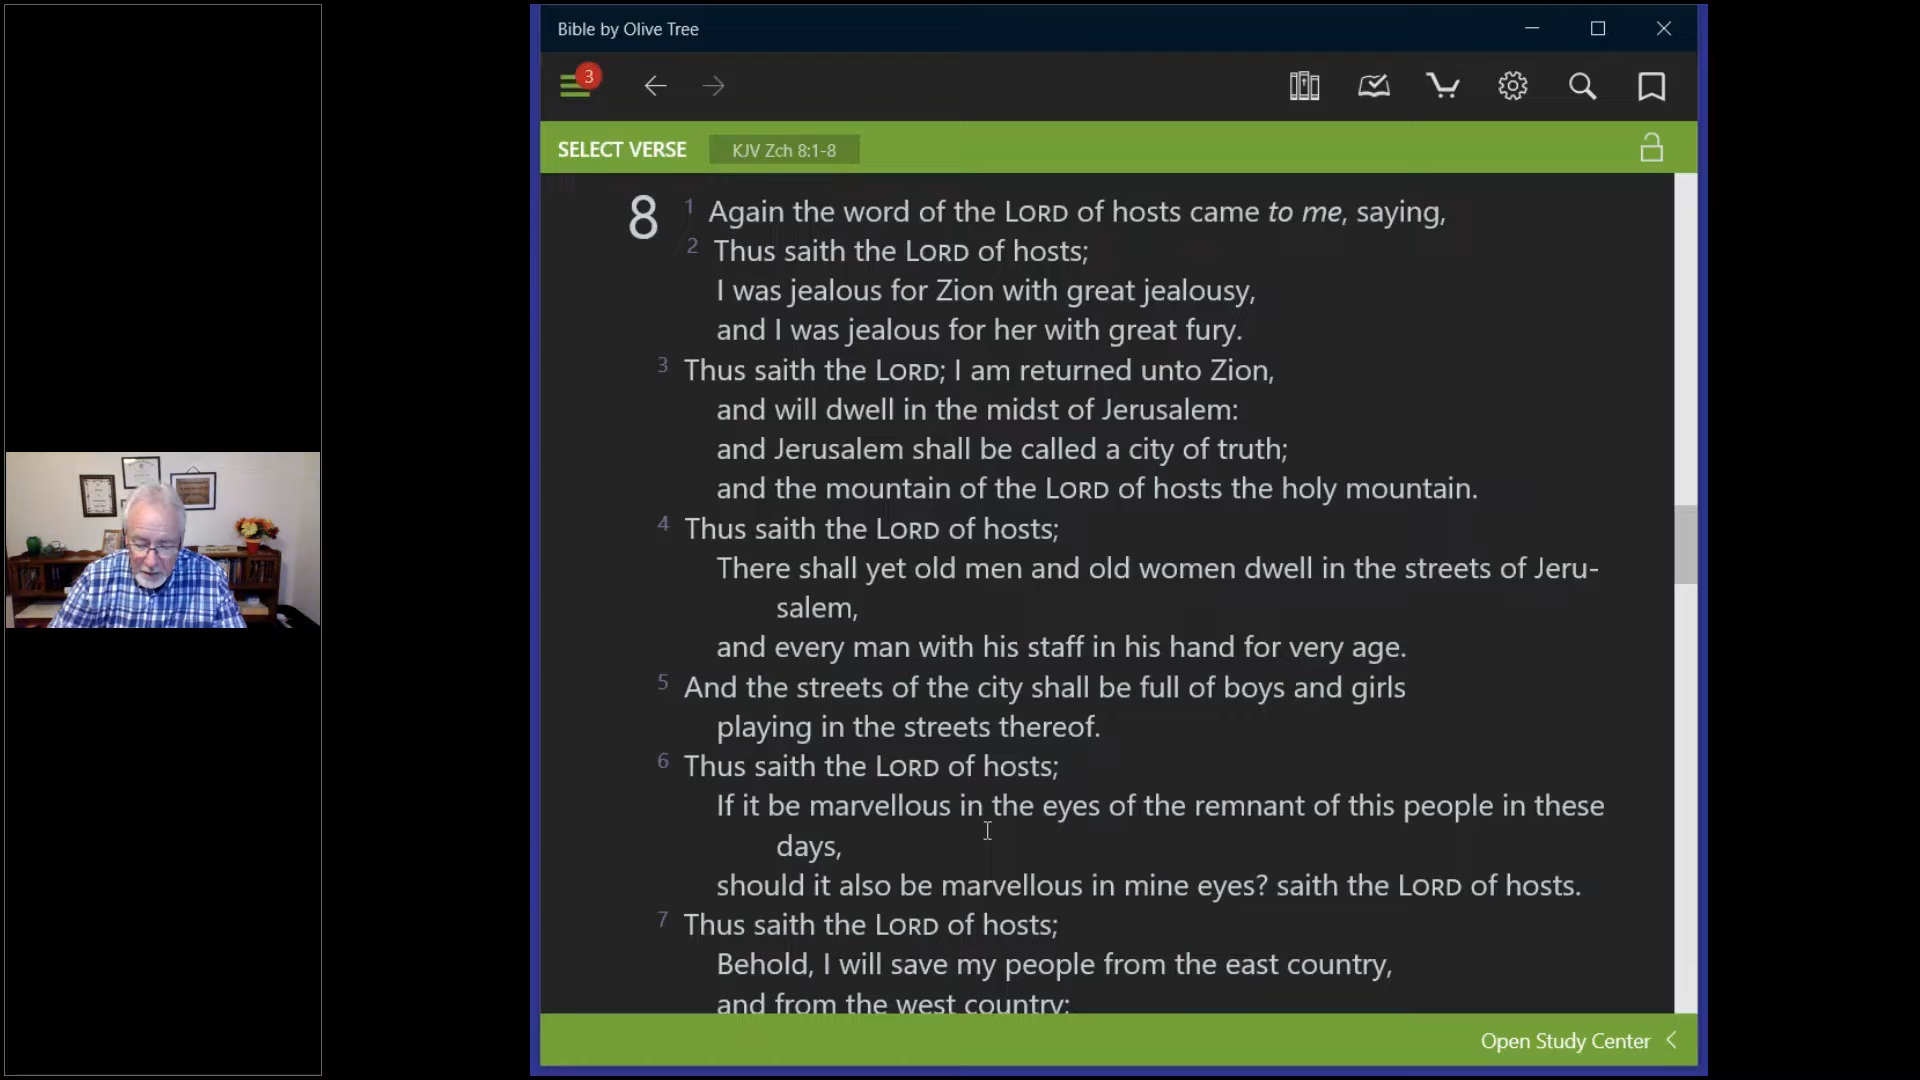 Bible by Olive Tree
3
SELECT VERSE KJV Zch 8:1-8
8 1 Again the word of the LORD of hosts came to me, saying,
2 Thus saith the LORD of hosts;
I was jealous for Zion with great jealousy,
and I was jealous for her with great fury.
3 Thus saith the LORD; I am returned unto Zion,
and will dwell in the midst of Jerusalem:
and Jerusalem shall be called a city of truth;
and the mountain of the LORD of hosts the holy mountain.
4 Thus saith the LORD of hosts;
There shall yet old men and old women dwell in the streets of Jeru-
salem,
and every man with his staff in his hand for very age.
5 And the streets of the city shall be full of boys and girls
playing in the streets thereof.
6 Thus saith the LORD of hosts;
If it be marvellous in the eyes of the remnant of this people in these
days,
should it also be marvellous in mine eyes? saith the LORD of hosts.
7 Thus saith the LORD of hosts;
Behold, I will save my people from the east country,
and from the west country;
Open Study Center